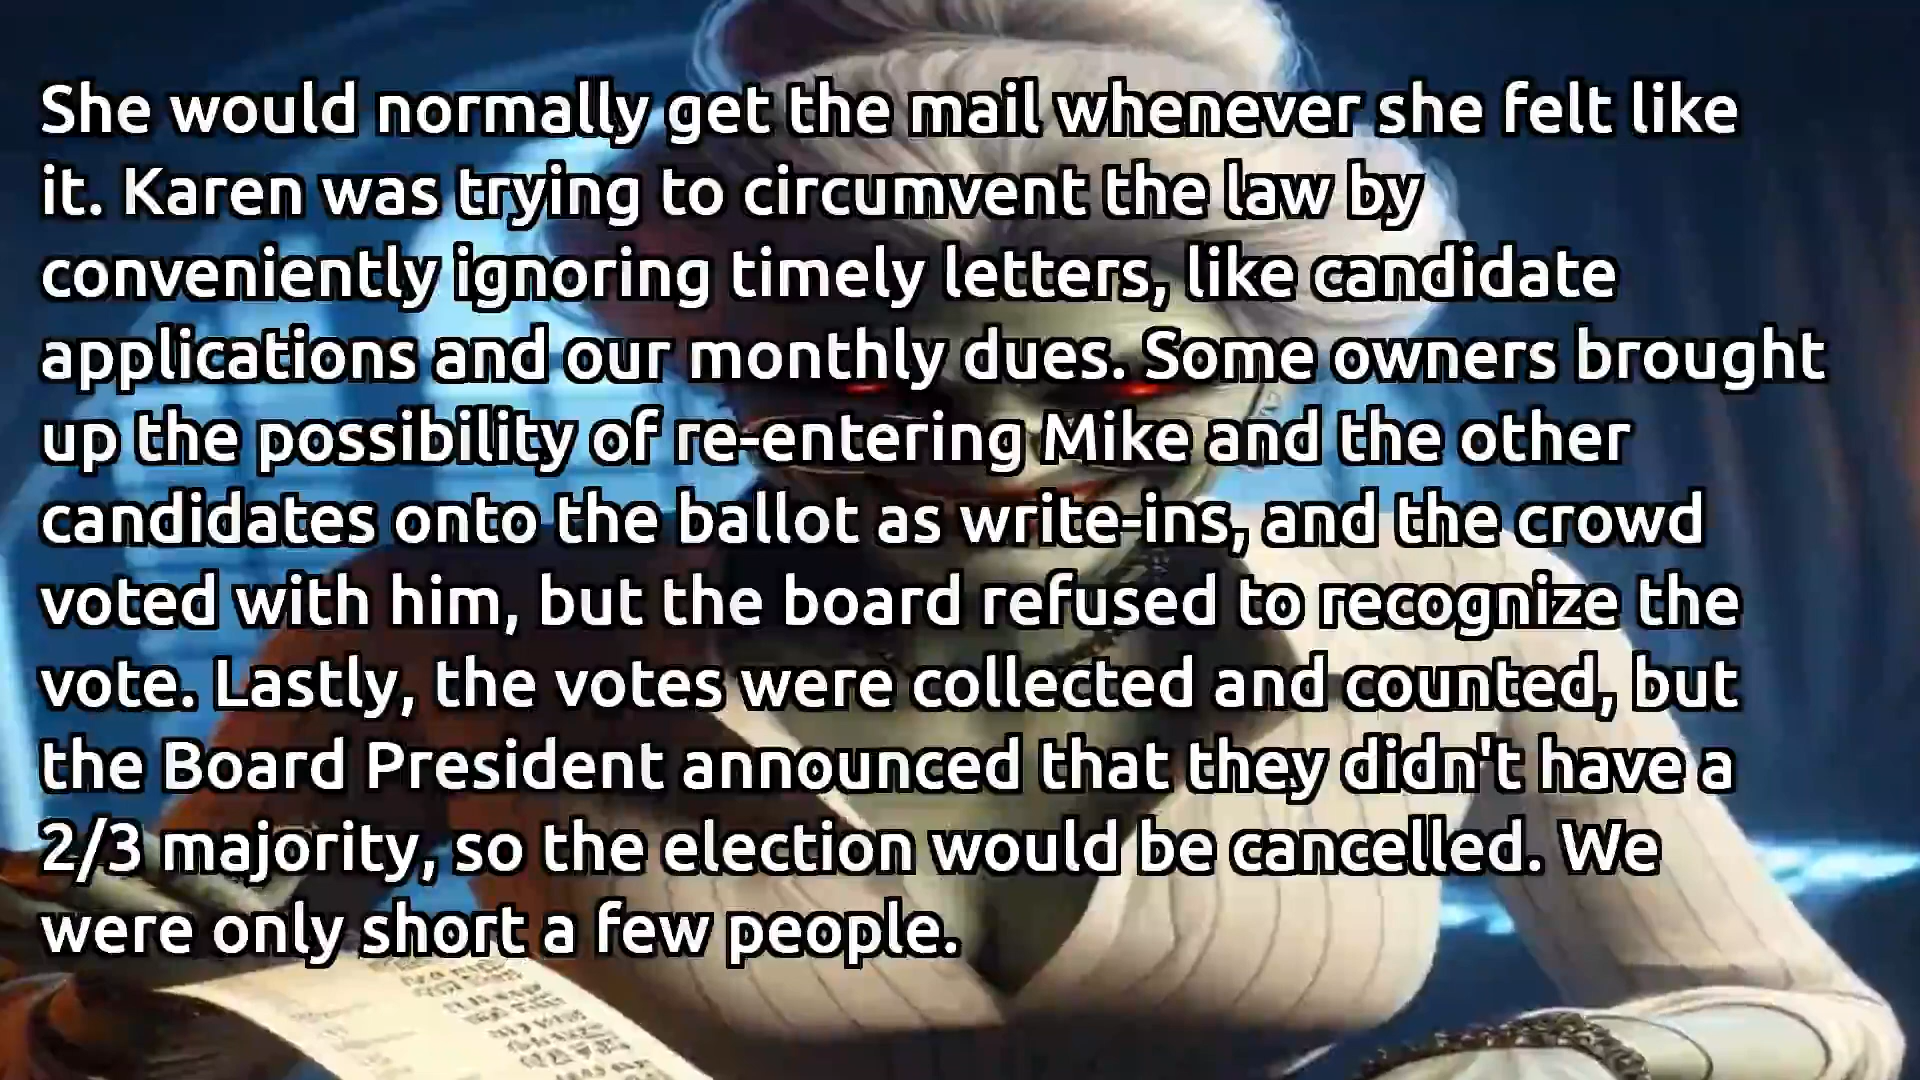 She would normally get the mail whenever she felt like
it. Karen was trying to circumvent the law by
conveniently ignoring timely letters, like candidate
applications and our monthly dues. Some owners brought
up the possibility of re-entering Mike and the other
candidates onto the ballot as write-ins, and the crowd
voted with him, but the board refused to recognize the
vote. Lastly, the votes were collected and counted, but
the Board President announced that they didn't have a
2/3 majority, so the election would be cancelled. We
were only short a few people.